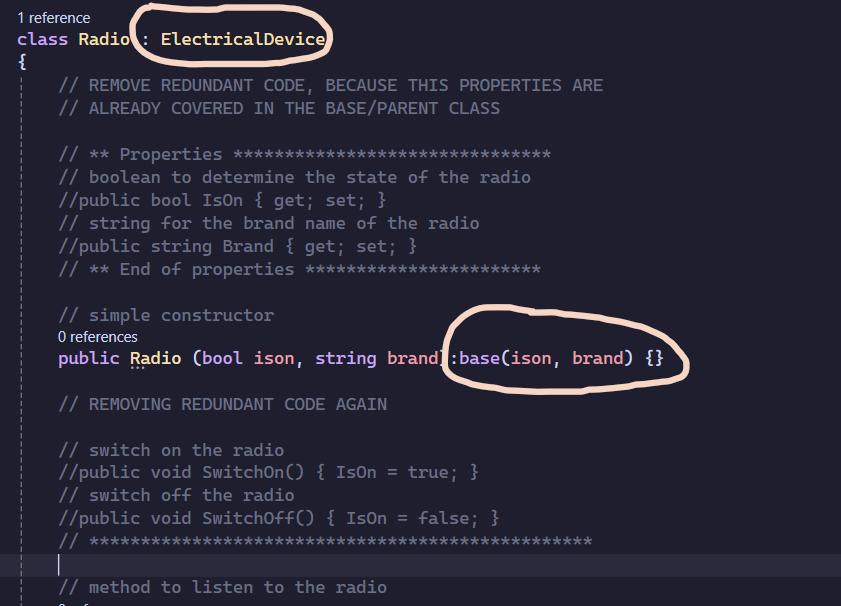 1 reference
class Radio : ElectricalDevice
{
// REMOVE REDUNDANT CODE, BECAUSE THIS PROPERTIES ARE
// ALREADY COVERED IN THE BASE/PARENT CLASS
// ** Properties *******************************
// boolean to determine the state of the radio
//public bool IsOn { get; set; }
// string for the brand name of the radio
//public string Brand { get; set; }
// ** End of properties ***********************
// simple constructor
0 references
public Radio (bool ison, string brand):base(ison, brand) {}
// REMOVING REDUNDANT CODE AGAIN
// switch on the radio
//public void SwitchOn() { IsOn = true; }
// switch off the radio
//public void SwitchOff() { IsOn = false; }
// *************************************************
// method to listen to the radio